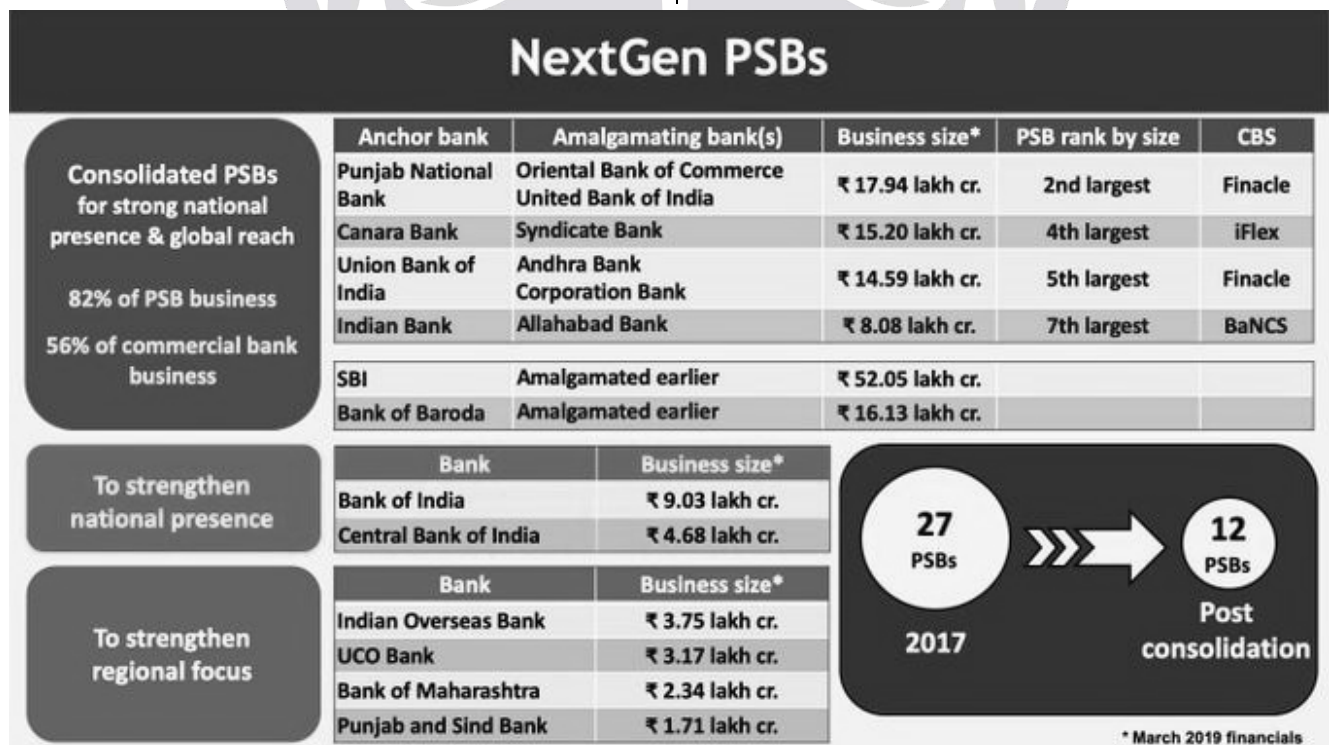 NextGen PSBs
Consolidated PSBs
for strong national
presence & global reach
82% of PSB business
56% of commercial bank
business
Anchor bank Amalgamating bank(s) Business size* PSB rank by size CBS
Punjab National
Bank
Oriental Bank of Commerce
United Bank of India
₹ 17.94 lakh cr. 2nd largest Finacle
Canara Bank Syndicate Bank ₹ 15.20 lakh cr. 4th largest iFlex
Union Bank of
India
Andhra Bank
Corporation Bank
₹ 14.59 lakh cr. 5th largest Finacle
Indian Bank Allahabad Bank ₹ 8.08 lakh cr. 7th largest BaNCS
SBI Amalgamated earlier ₹ 52.05 lakh cr.
Bank of Baroda Amalgamated earlier ₹ 16.13 lakh cr.
To strengthen
national presence
Bank Business size*
Bank of India ₹ 9.03 lakh cr.
Central Bank of India ₹ 4.68 lakh cr.
To strengthen
regional focus
Bank Business size*
Indian Overseas Bank ₹ 3.75 lakh cr.
UCO Bank ₹ 3.17 lakh cr.
Bank of Maharashtra ₹ 2.34 lakh cr.
Punjab and Sind Bank ₹ 1.71 lakh cr.
27
PSBs
2017
12
PSBs
Post
consolidation
* March 2019 financials